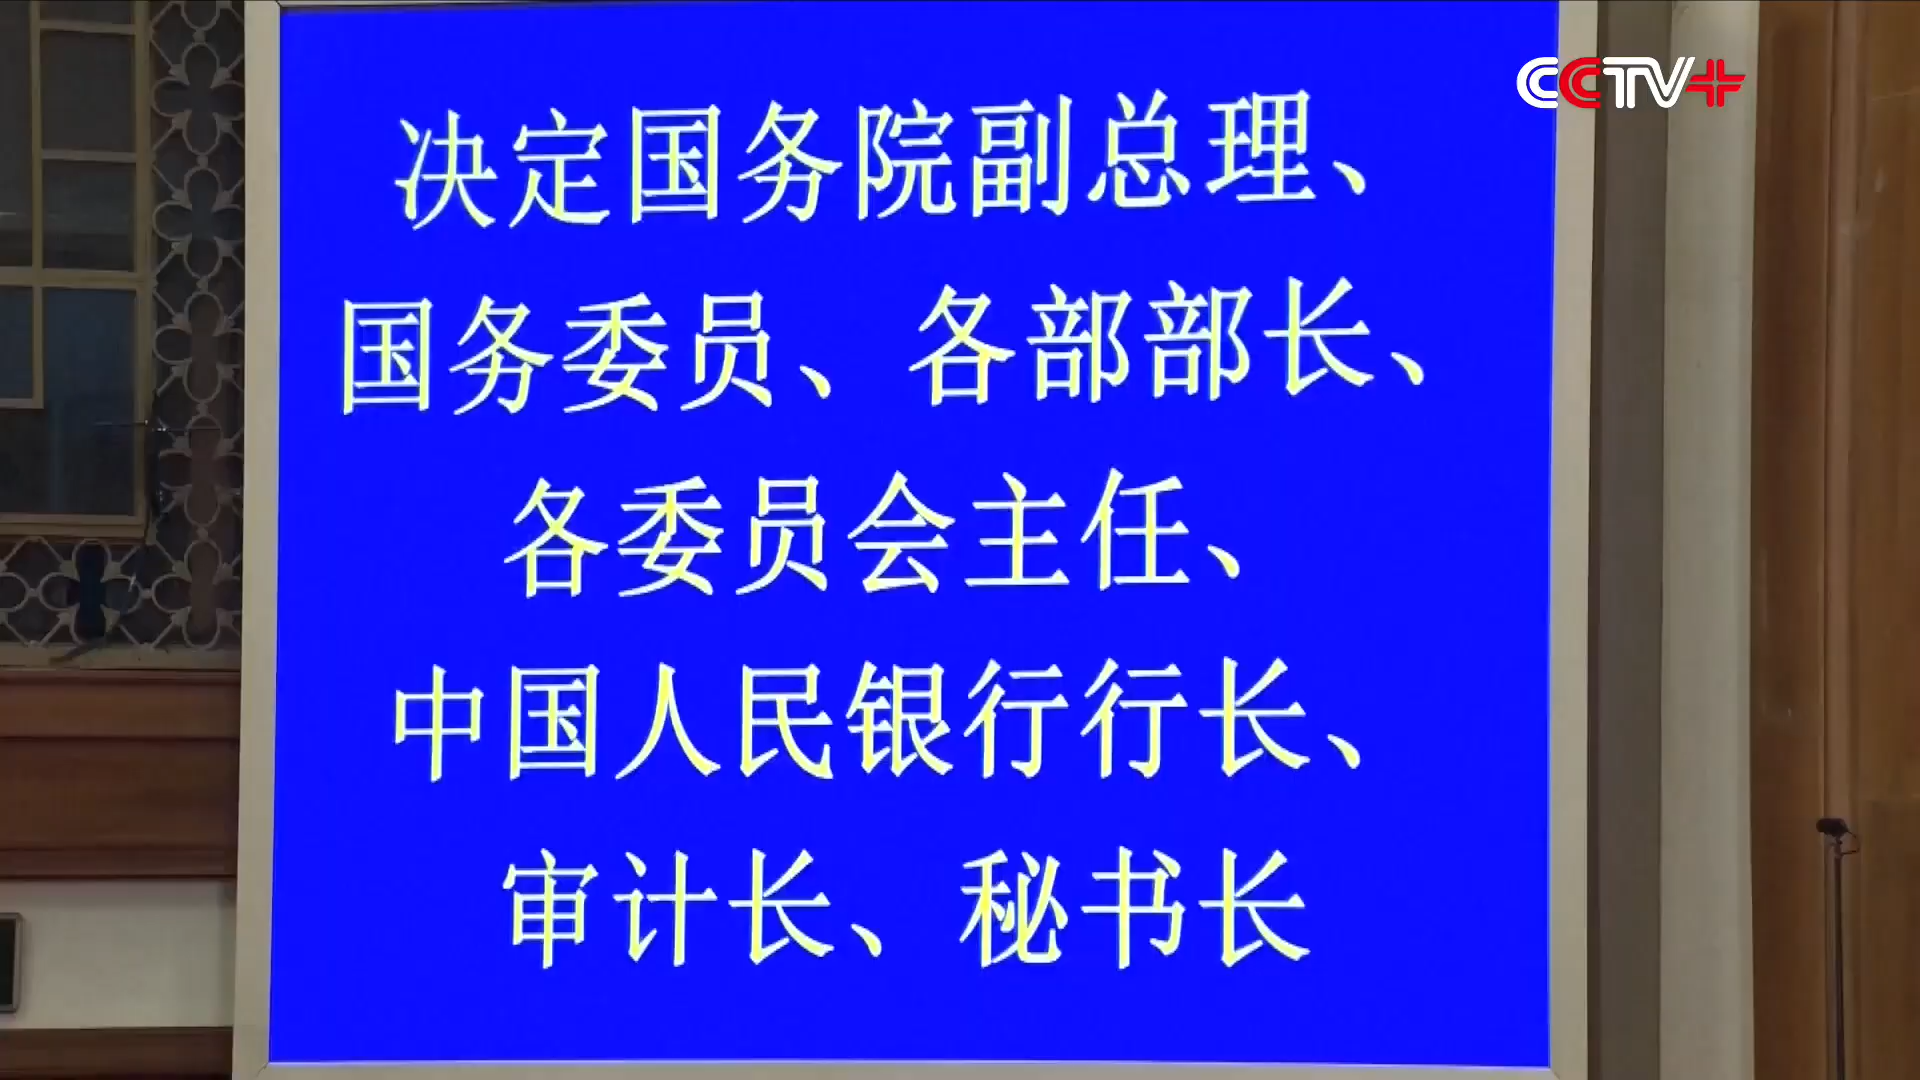 CCTV+
决定国务院副总理、
国务委员、各部部长、
各委员会主任、
中国人民银行行长、
审计长、秘书长